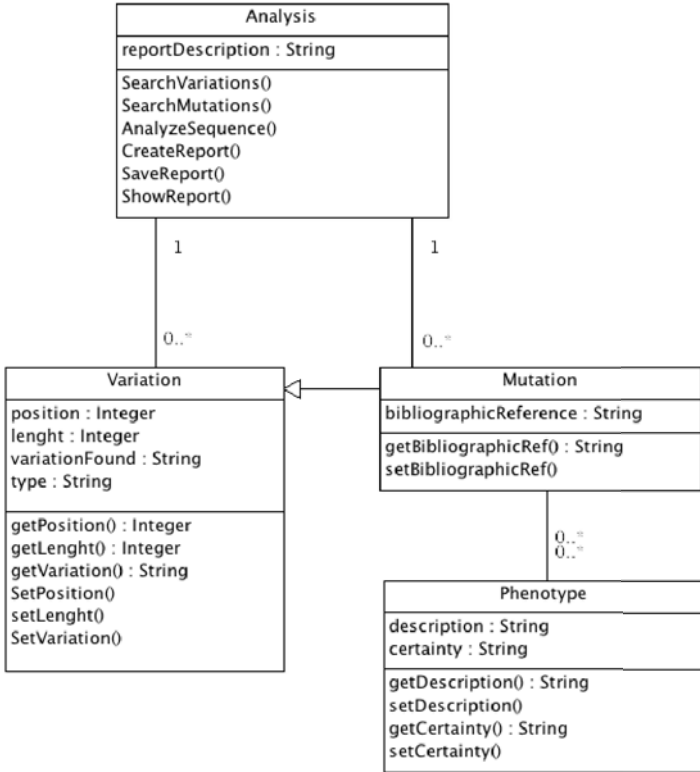 Analysis
reportDescription : String
SearchVariations()
SearchMutations()
AnalyzeSequence()
CreateReport()
SaveReport()
ShowReport()
1
1
0..*
0..*
Variation
position : Integer
lenght : Integer
variationFound : String
type : String
getPosition() : Integer
getLenght() : Integer
getVariation() : String
SetPosition()
setLenght()
SetVariation()
Mutation
bibliographicReference : String
getBibliographicRef() : String
setBibliographicRef()
0..*
0..*
Phenotype
description : String
certainty : String
getDescription() : String
setDescription()
getCertainty() : String
setCertainty()